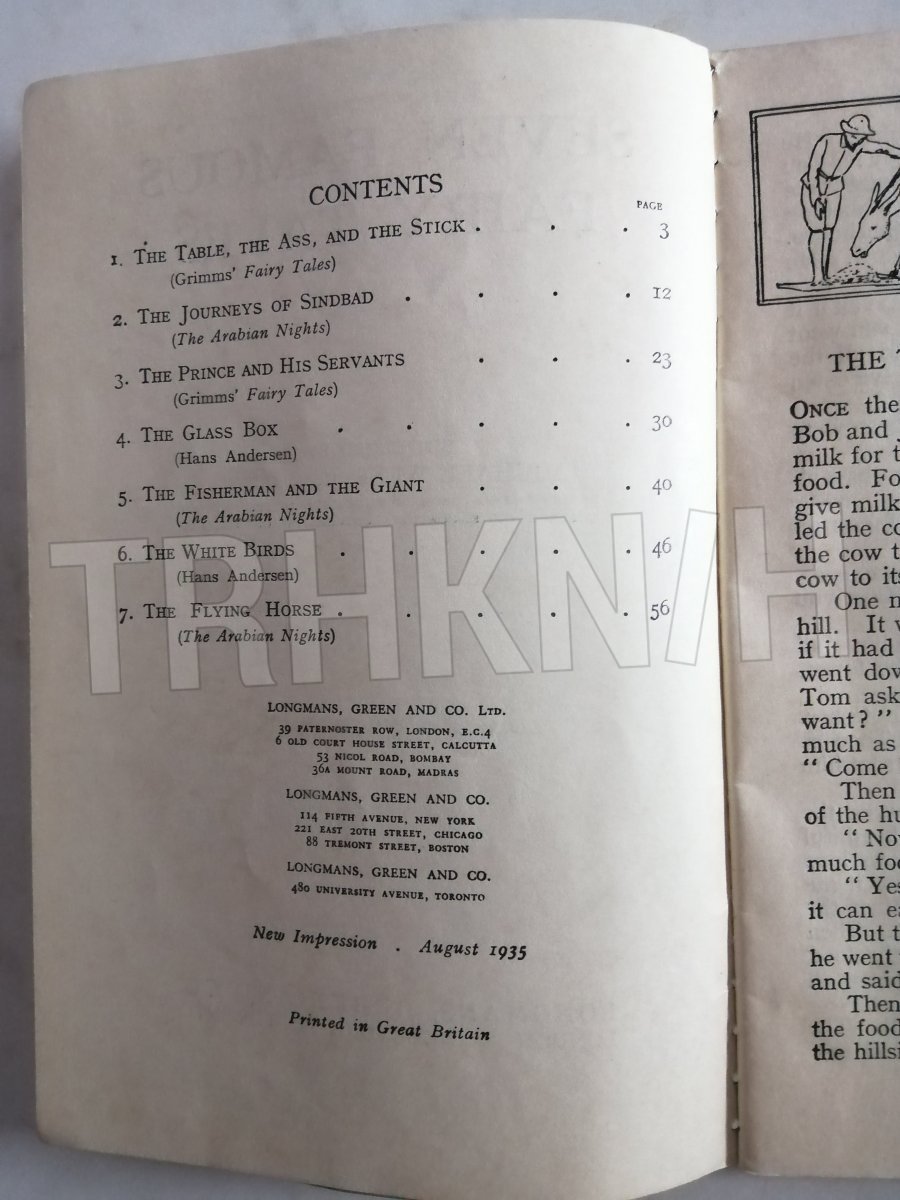 CONTENTS
PAGE
1. THE TABLE, THE ASS, AND THE STICK . . . 3
(Grimms' Fairy Tales)
2. THE JOURNEYS OF SINDBAD . . . . 12
(The Arabian Nights)
3. THE PRINCE AND HIS SERVANTS . . . 23
(Grimms' Fairy Tales)
4. THE GLASS BOX . . . . . 30
(Hans Andersen)
5. THE FISHERMAN AND THE GIANT . . . 40
(The Arabian Nights)
6. THE WHITE BIRDS . . . . . 46
(Hans Andersen)
7. THE FLYING HORSE . . . . . 56
(The Arabian Nights)
LONGMANS, GREEN AND CO. LTD.
39 PATERNOSTER ROW, LONDON, E.C.4
6 OLD COURT HOUSE STREET, CALCUTTA
53 NICOL ROAD, BOMBAY
36A MOUNT ROAD, MADRAS
LONGMANS, GREEN AND CO.
114 FIFTH AVENUE, NEW YORK
221 EAST 20TH STREET, CHICAGO
88 TREMONT STREET, BOSTON
LONGMANS, GREEN AND CO.
480 UNIVERSITY AVENUE, TORONTO
New Impression . August 1935
Printed in Great Britain
THE
ONCE the
Bob and
milk for
food. Fo
give milk
led the
the cow
cow to its
One
hill. It
if it had
went
Tom ask
want?"
much as
"Come
Then
of the
"
much
"
it can
But
he went
and said
Then
the food
the
TRHKN/H